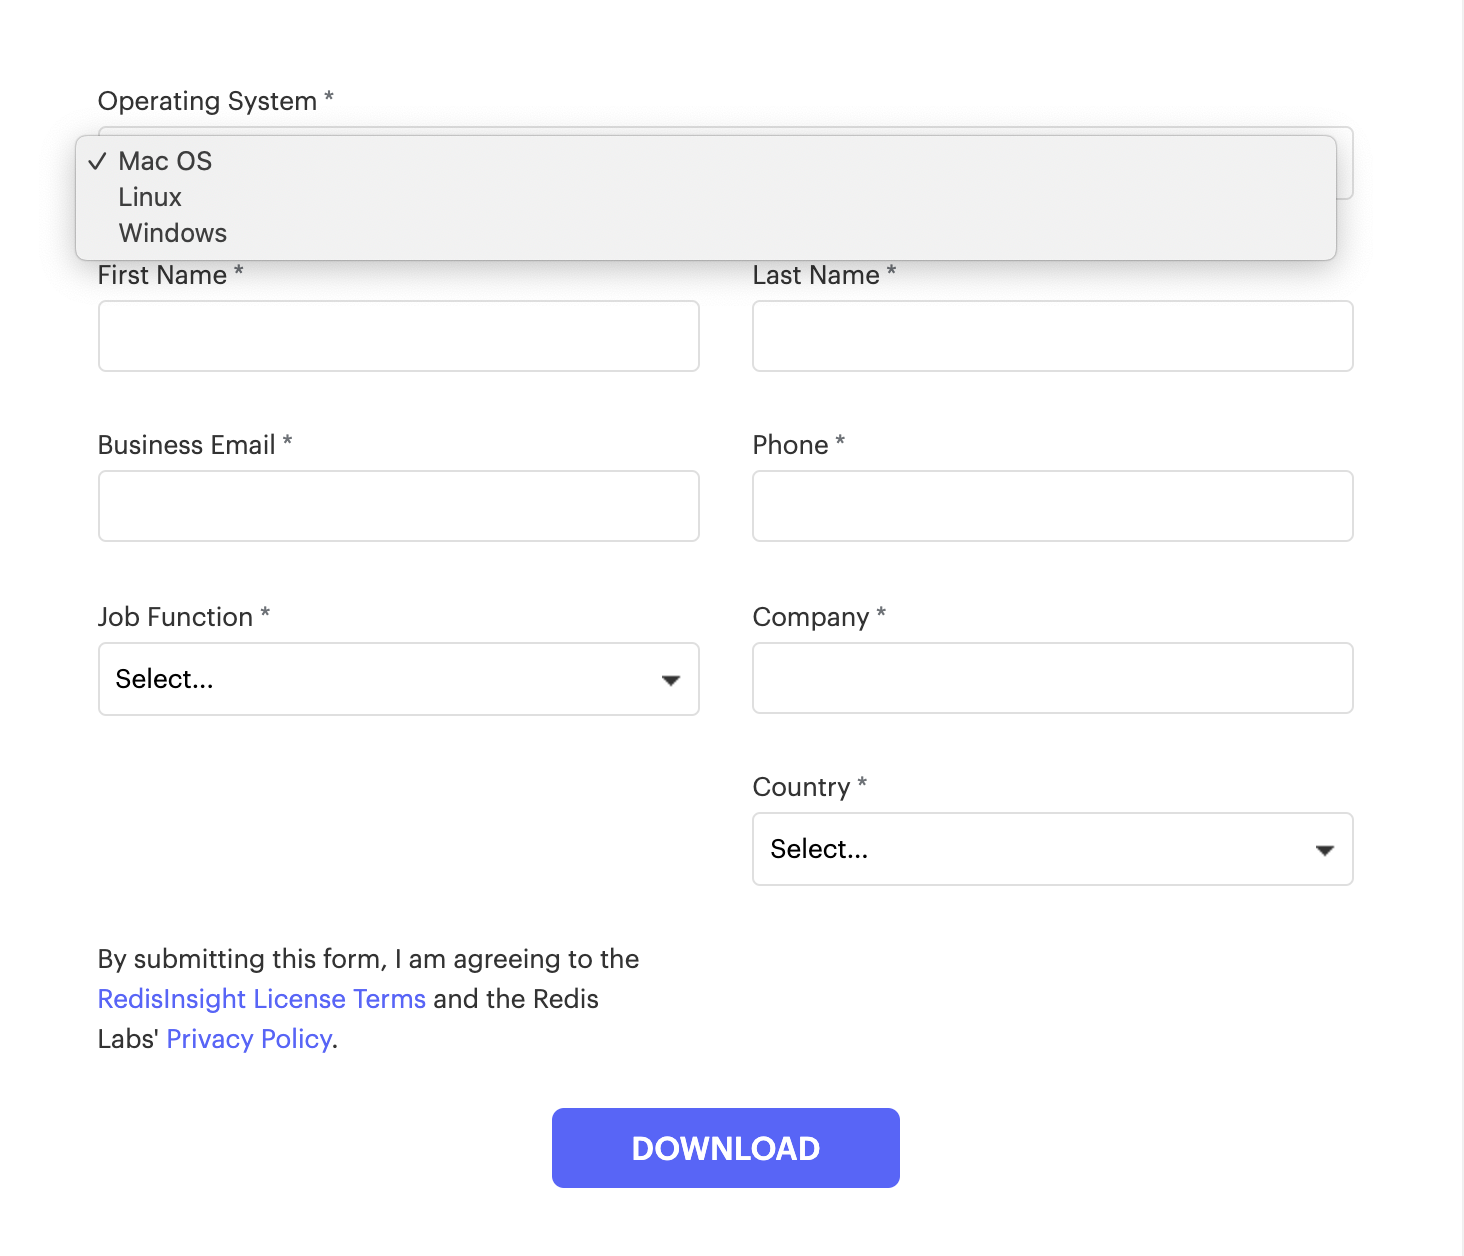 Operating System *
✓ Mac OS
Linux
Windows
First Name *
Last Name *
Business Email *
Phone *
Job Function *
Company *
Select...
Country *
Select...
By submitting this form, I am agreeing to the
RedisInsight License Terms and the Redis
Labs' Privacy Policy.
DOWNLOAD